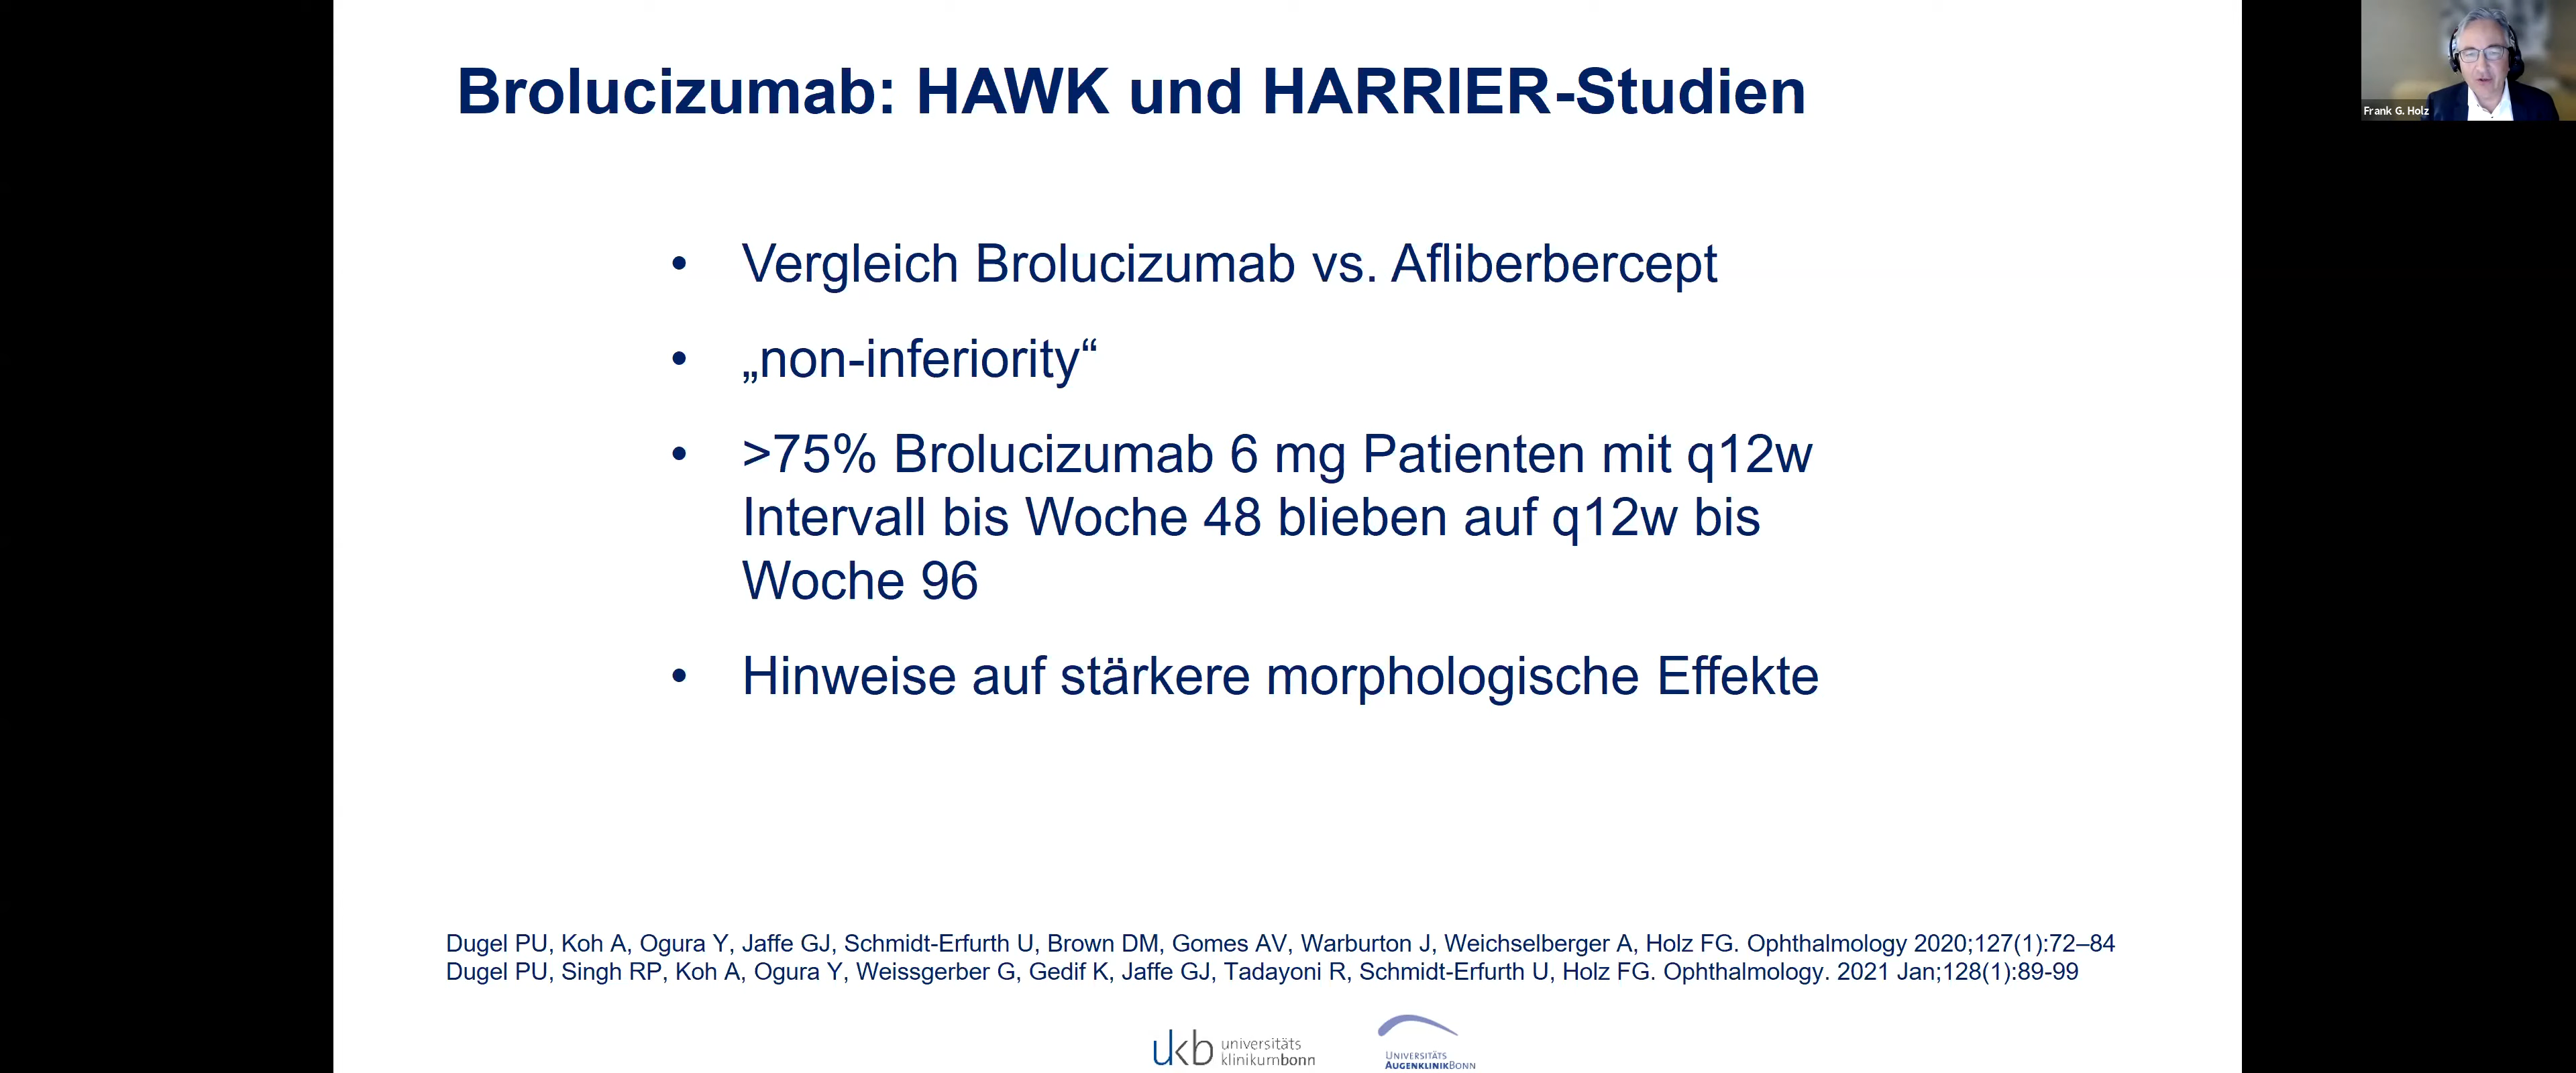 Brolucizumab: HAWK und HARRIER-Studien
Frank G. Holz
• Vergleich Brolucizumab vs. Afliberbercept
• „non-inferiority“
• >75% Brolucizumab 6 mg Patienten mit q12w
Intervall bis Woche 48 blieben auf q12w bis
Woche 96
• Hinweise auf stärkere morphologische Effekte
Dugel PU, Koh A, Ogura Y, Jaffe GJ, Schmidt-Erfurth U, Brown DM, Gomes AV, Warburton J, Weichselberger A, Holz FG. Ophthalmology 2020;127(1):72–84
Dugel PU, Singh RP, Koh A, Ogura Y, Weissgerber G, Gedif K, Jaffe GJ, Tadayoni R, Schmidt-Erfurth U, Holz FG. Ophthalmology. 2021 Jan;128(1):89-99
ukb universitäts
klinikumbonn
UNIVERSITÄTS
AUGENKLINIKBONN